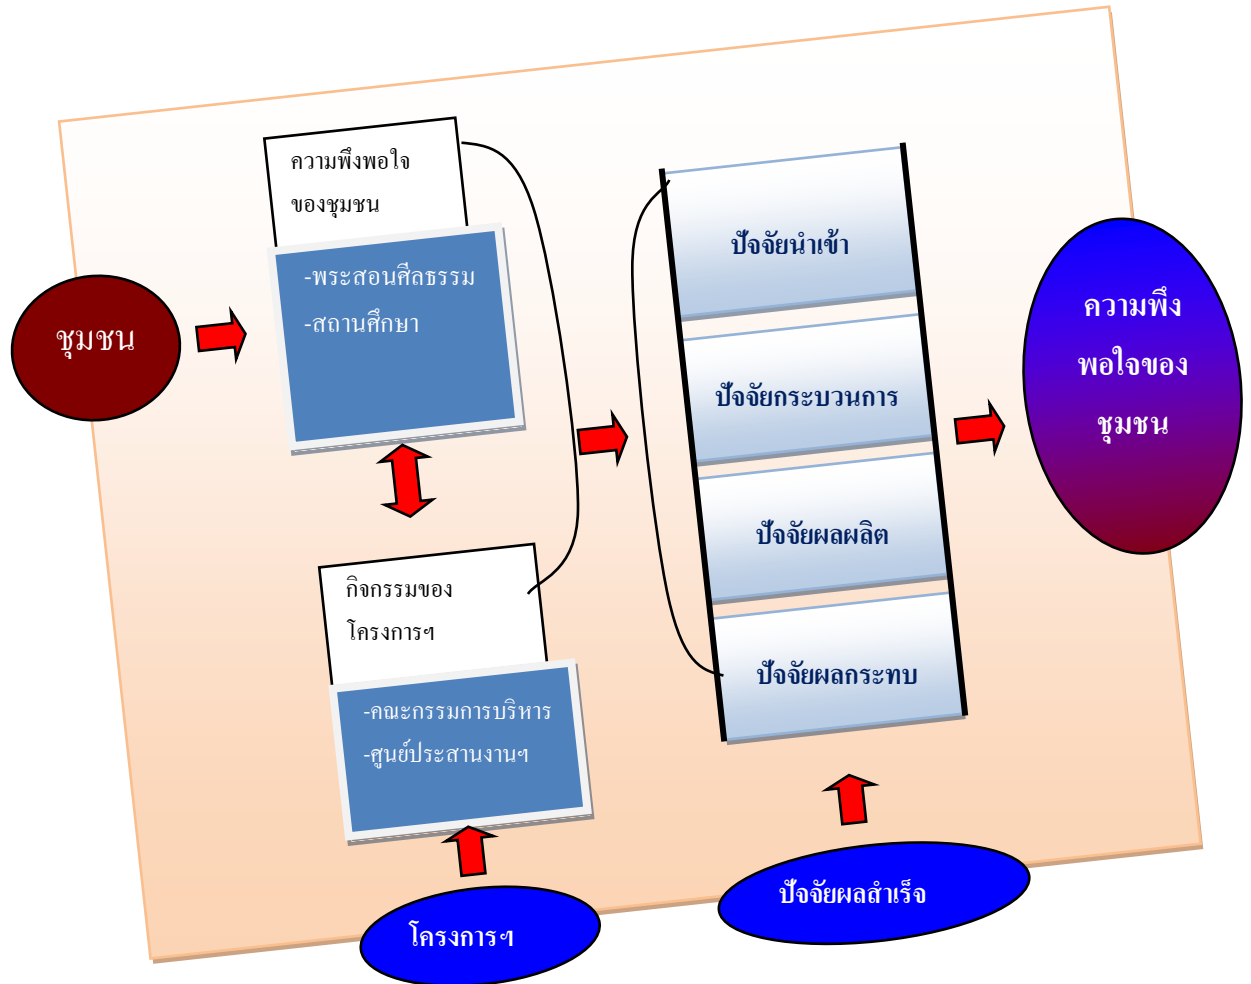 ความพึงพอใจ
ของชุมชน
-พระสอนศีลธรรม
-สถานศึกษา
ชุมชน
กิจกรรมของ
โครงการฯ
-คณะกรรมการบริหาร
-ศูนย์ประสานงานฯ
โครงการฯ
ปัจจัยนำเข้า
ปัจจัยกระบวนการ
ปัจจัยผลผลิต
ปัจจัยผลกระทบ
ปัจจัยผลสำเร็จ
ความพึง
พอใจของ
ชุมชน